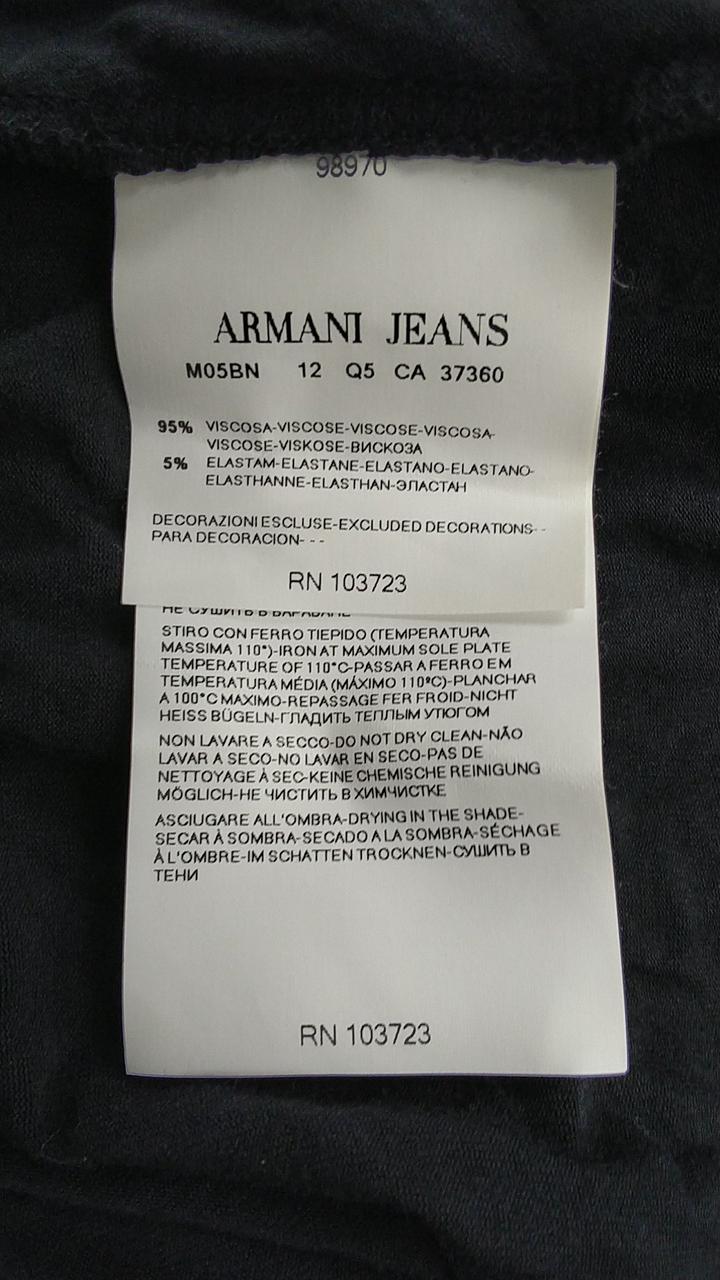 98970
ARMANI JEANS
M05BN 12 Q5 CA 37360
95% VISCOSA-VISCOSE-VISCOSE-VISCOSA-
VISCOSE-VISKOSE-ВИСКОЗА
5% ELASTAM-ELASTANE-ELASTANO-ELASTANO-
ELASTHANNE-ELASTHAN-ЭЛАСТАН
DECORAZIONI ESCLUSE-EXCLUDED DECORATIONS- -
PARA DECORACION- - -
RN 103723
НЕ СУШИТЬ В БАРАБАНЕ
STIRO CON FERRO TIEPIDO (TEMPERATURA
MASSIMA 110°)-IRON AT MAXIMUM SOLE PLATE
TEMPERATURE OF 110°C-PASSAR A FERRO EM
TEMPERATURA MÉDIA (MÁXIMO 110ºC)-PLANCHAR
A 100°C MAXIMO-REPASSAGE FER FROID-NICHT
HEISS BÜGELN-ГЛАДИТЬ ТЕПЛЫМ УТЮГОМ
NON LAVARE A SECCO-DO NOT DRY CLEAN-NÃO
LAVAR A SECO-NO LAVAR EN SECO-PAS DE
NETTOYAGE À SEC-KEINE CHEMISCHE REINIGUNG
MÖGLICH-НЕ ЧИСТИТЬ В ХИМЧИСТКЕ
ASCIUGARE ALL'OMBRA-DRYING IN THE SHADE-
SECAR À SOMBRA-SECADO A LA SOMBRA-SÉCHAGE
À L'OMBRE-IM SCHATTEN TROCKNEN-СУШИТЬ В
ТЕНИ
RN 103723